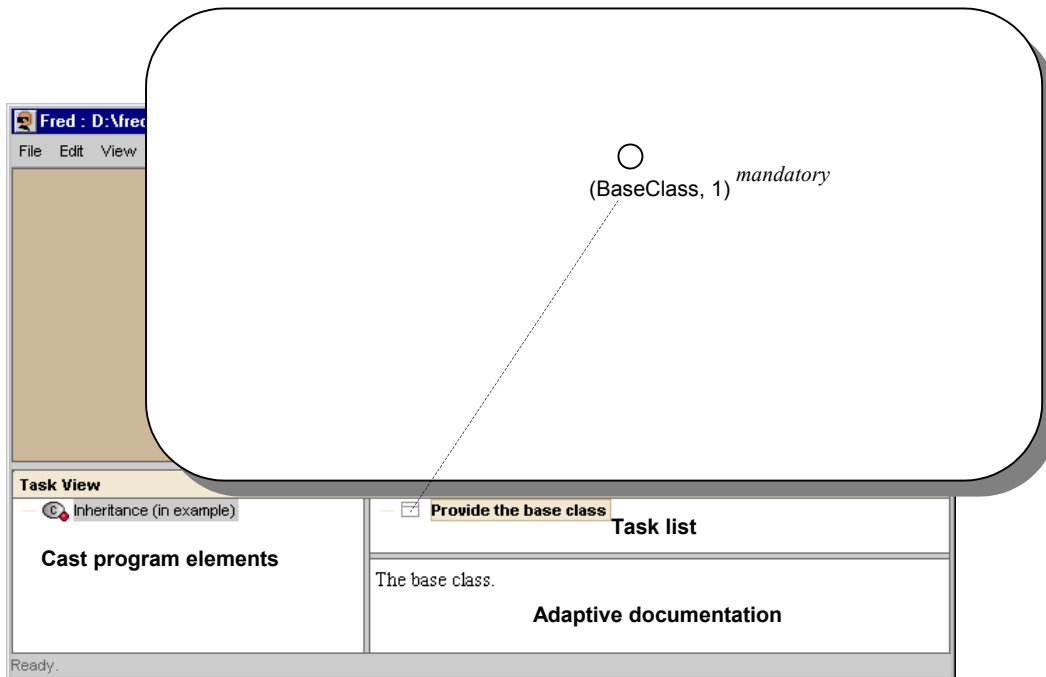 Fred : D:\fred
File Edit View
mandatory
(BaseClass, 1)
Task View
Inheritance (in example)
Provide the base class
Task list
Cast program elements
The base class.
Adaptive documentation
Ready.